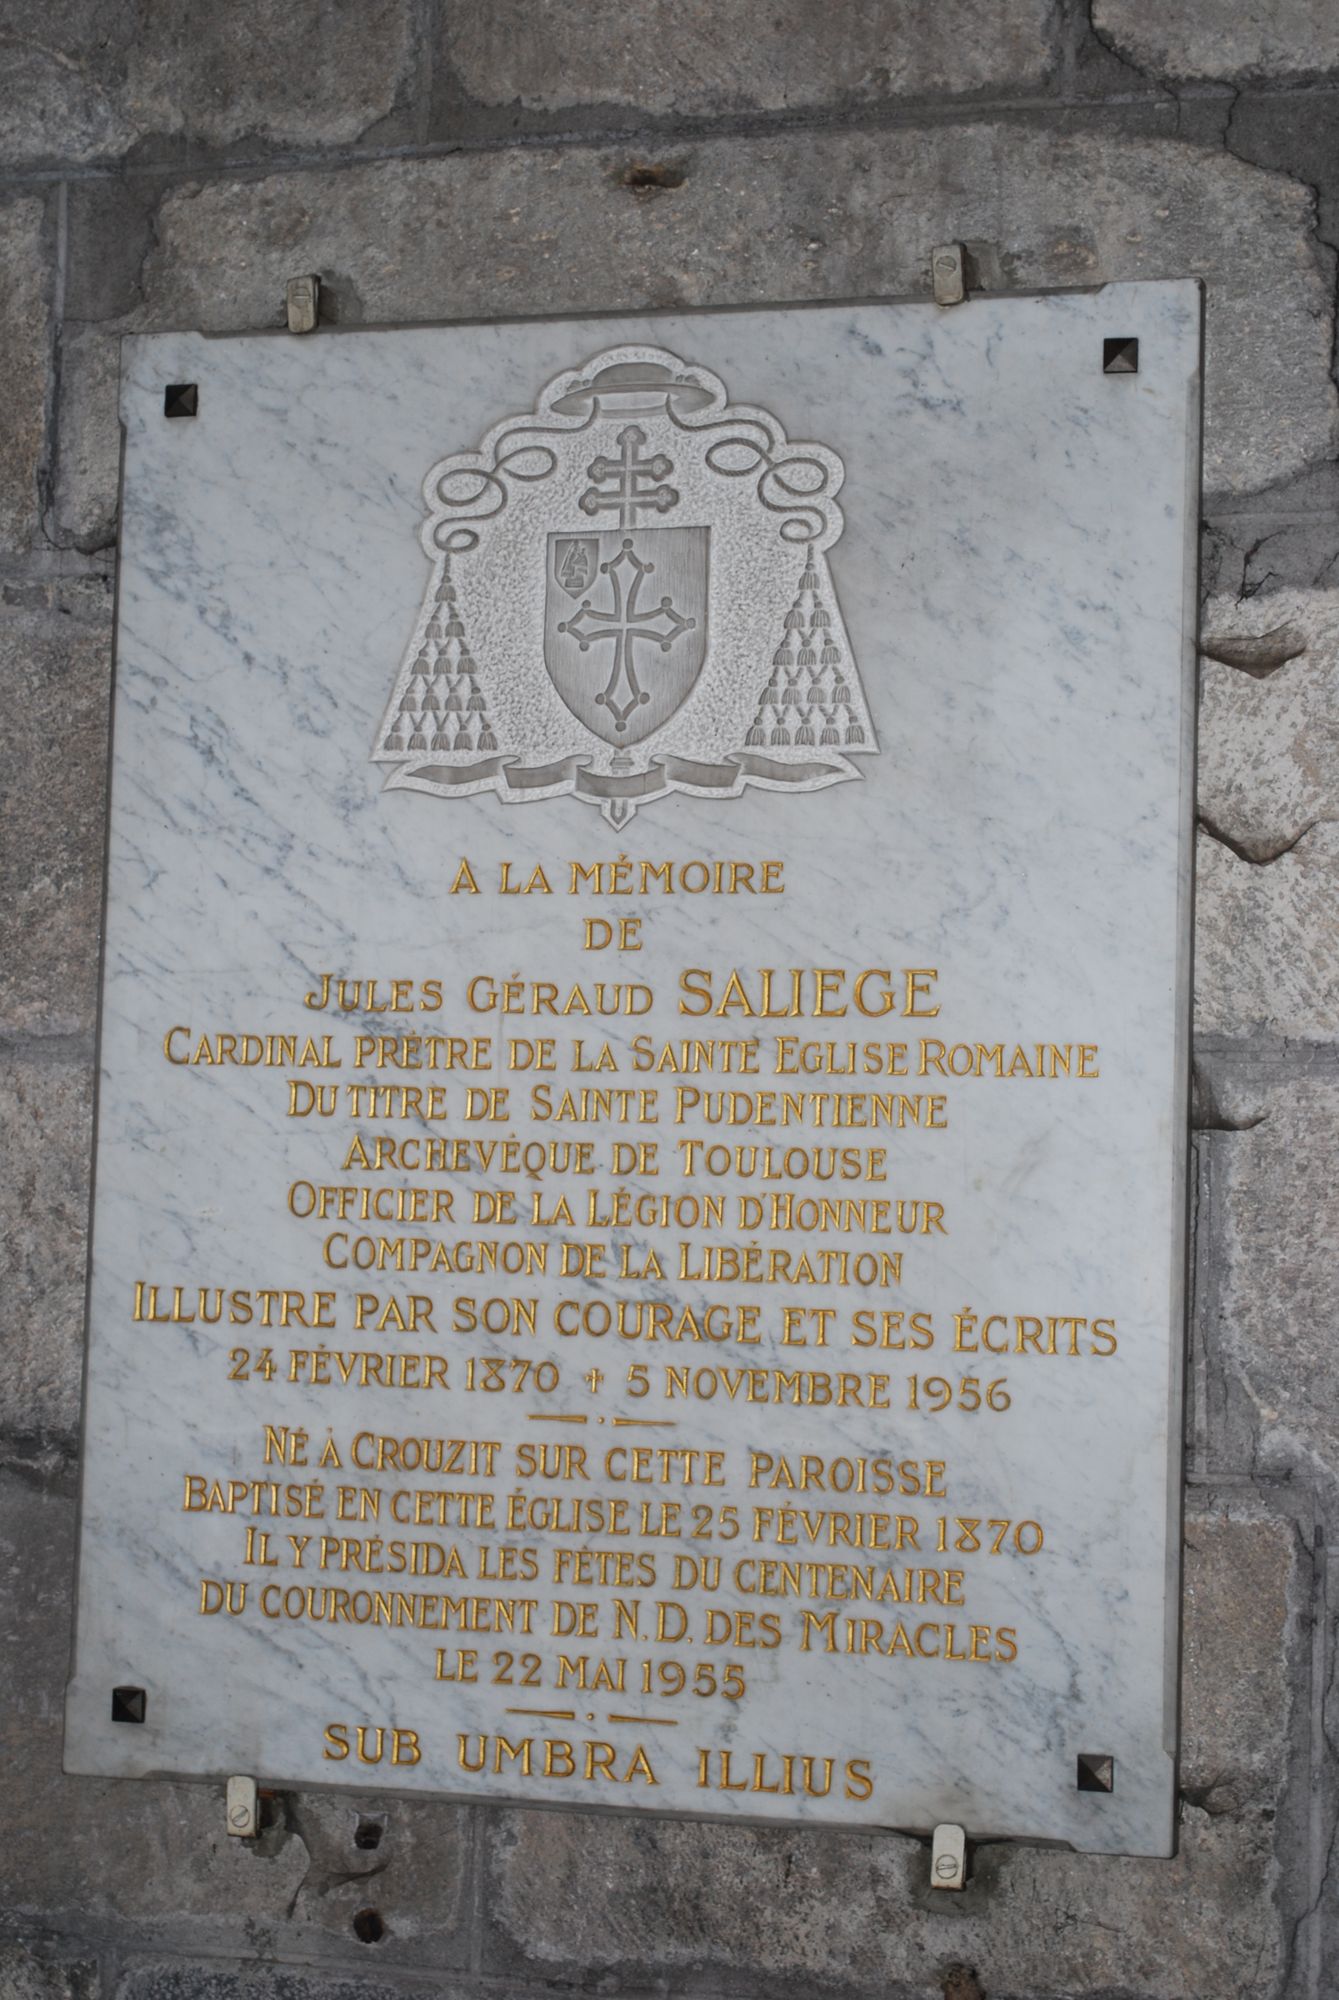 A LA MÉMOIRE
DE
JULES GÉRAUD SALIEGE
CARDINAL PRÊTRE DE LA SAINTE EGLISE ROMAINE
DU TITRE DE SAINTE PUDENTIENNE
ARCHEVÊQUE DE TOULOUSE
OFFICIER DE LA LÉGION D'HONNEUR
COMPAGNON DE LA LIBÉRATION
ILLUSTRE PAR SON COURAGE ET SES ÉCRITS
24 FÉVRIER 1870 ✝ 5 NOVEMBRE 1956
NÉ À CROUZIT SUR CETTE PAROISSE
BAPTISÉ EN CETTE ÉGLISE LE 25 FÉVRIER 1870
IL Y PRÉSIDA LES FÊTES DU CENTENAIRE
DU COURONNEMENT DE N.D. DES MIRACLES
LE 22 MAI 1955
SUB UMBRA ILLIUS